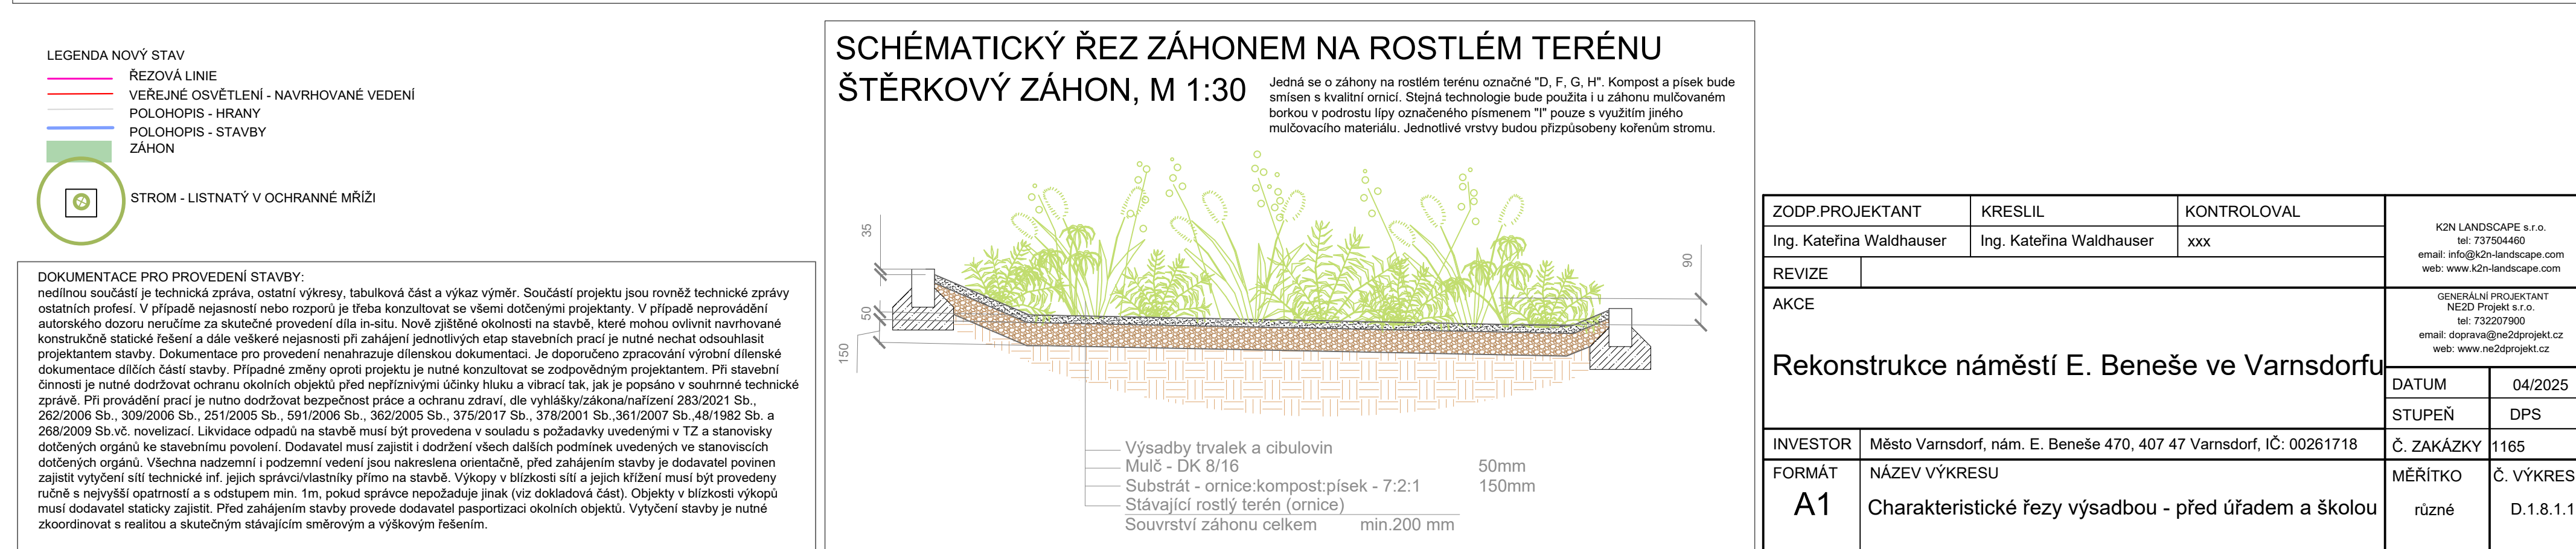 LEGENDA NOVÝ STAV
ŘEZOVÁ LINIE
VEŘEJNÉ OSVĚTLENÍ - NAVRHOVANÉ VEDENÍ
POLOHOPIS - HRANY
POLOHOPIS - STAVBY
ZÁHON
STROM - LISTNATÝ V OCHRANNÉ MŘÍŽI
DOKUMENTACE PRO PROVEDENÍ STAVBY:
nedílnou součástí je technická zpráva, ostatní výkresy, tabulková část a výkaz výměr. Součástí projektu jsou rovněž technické zprávy
ostatních profesí. V případě nejasností nebo rozporů je třeba konzultovat se všemi dotčenými projektanty. V případě neprovádění
autorského dozoru neručíme za skutečné provedení díla in-situ. Nově zjištěné okolnosti na stavbě, které mohou ovlivnit navrhované
konstrukčně statické řešení a dále veškeré nejasnosti při zahájení jednotlivých etap stavebních prací je nutné nechat odsouhlasit
projektantem stavby. Dokumentace pro provedení nenahrazuje dílenskou dokumentaci. Je doporučeno zpracování výrobní dílenské
dokumentace dílčích částí stavby. Případné změny oproti projektu je nutné konzultovat se zodpovědným projektantem. Při stavební
činnosti je nutné dodržovat ochranu okolních objektů před nepříznivými účinky hluku a vibrací tak, jak je popsáno v souhrnné technické
zprávě. Při provádění prací je nutno dodržovat bezpečnost práce a ochranu zdraví, dle vyhlášky/zákona/nařízení 283/2021 Sb.,
262/2006 Sb., 309/2006 Sb., 251/2005 Sb., 591/2006 Sb., 362/2005 Sb., 375/2017 Sb., 378/2001 Sb.,361/2007 Sb.,48/1982 Sb. a
268/2009 Sb.vč. novelizací. Likvidace odpadů na stavbě musí být provedena v souladu s požadavky uvedenými v TZ a stanovisky
dotčených orgánů ke stavebnímu povolení. Dodavatel musí zajistit i dodržení všech dalších podmínek uvedených ve stanoviscích
dotčených orgánů. Všechna nadzemní i podzemní vedení jsou nakreslena orientačně, před zahájením stavby je dodavatel povinen
zajistit vytyčení sítí technické inf. jejich správci/vlastníky přímo na stavbě. Výkopy v blízkosti sítí a jejich křížení musí být provedeny
ručně s nejvyšší opatrností a s odstupem min. 1m, pokud správce nepožaduje jinak (viz dokladová část). Objekty v blízkosti výkopů
musí dodavatel staticky zajistit. Před zahájením stavby provede dodavatel pasportizaci okolních objektů. Vytyčení stavby je nutné
zkoordinovat s realitou a skutečným stávajícím směrovým a výškovým řešením.
SCHÉMATICKÝ ŘEZ ZÁHONEM NA ROSTLÉM TERÉNU
ŠTĚRKOVÝ ZÁHON, M 1:30
Jedná se o záhony na rostlém terénu označné "D, F, G, H". Kompost a písek bude
smísen s kvalitní ornicí. Stejná technologie bude použita i u záhonu mulčovaném
borkou v podrostu lípy označeného písmenem "I" pouze s využitím jiného
mulčovacího materiálu. Jednotlivé vrstvy budou přizpůsobeny kořenům stromu.
35
50
150
90
Výsadby trvalek a cibulovin
Mulč - DK 8/16 50mm
Substrát - ornice:kompost:písek - 7:2:1 150mm
Stávající rostlý terén (ornice)
Souvrství záhonu celkem min.200 mm
ZODP.PROJEKTANT KRESLIL KONTROLOVAL
Ing. Kateřina Waldhauser Ing. Kateřina Waldhauser xxx
REVIZE
AKCE
Rekonstrukce náměstí E. Beneše ve Varnsdorfu
INVESTOR Město Varnsdorf, nám. E. Beneše 470, 407 47 Varnsdorf, IČ: 00261718
FORMÁT NÁZEV VÝKRESU
A1 Charakteristické řezy výsadbou - před úřadem a školou
K2N LANDSCAPE s.r.o.
tel: 737504460
email: info@k2n-landscape.com
web: www.k2n-landscape.com
GENERÁLNÍ PROJEKTANT
NE2D Projekt s.r.o.
tel: 732207900
email: doprava@ne2dprojekt.cz
web: www.ne2dprojekt.cz
DATUM 04/2025
STUPEŇ DPS
Č. ZAKÁZKY 1165
MĚŘÍTKO Č. VÝKRES
různé D.1.8.1.1